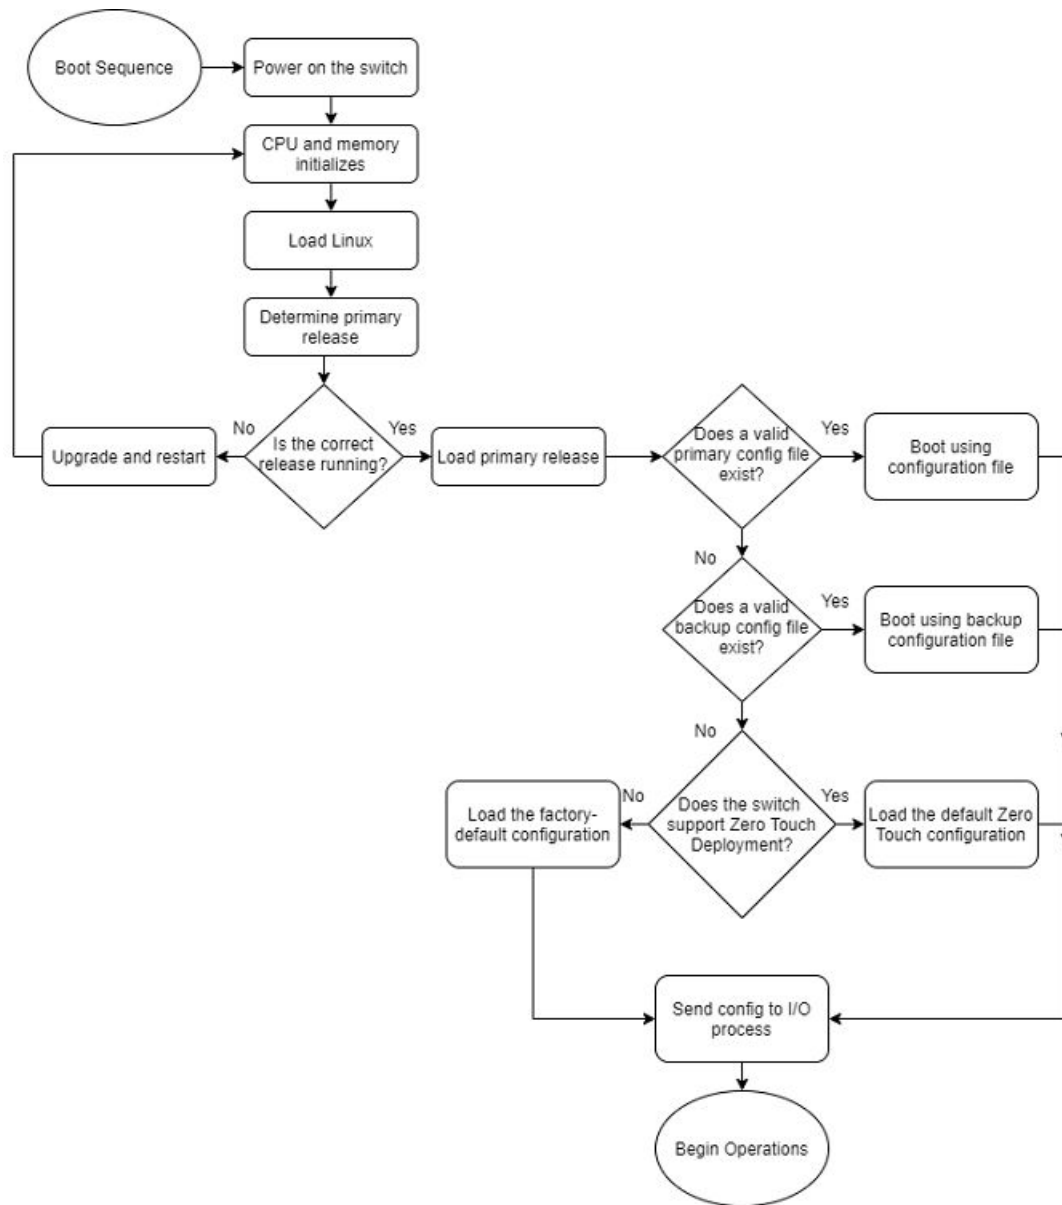 Boot Sequence
Power on the switch
CPU and memory
initializes
Load Linux
Determine primary
release
No
Is the correct
release running?
Yes
Upgrade and restart
Load primary release
Does a valid
primary config file
exist?
Yes
Boot using
configuration file
No
Does a valid
backup config file
exist?
Yes
Boot using backup
configuration file
No
Does the switch
support Zero Touch
Deployment?
No
Yes
Load the factory-
default configuration
Load the default Zero
Touch configuration
Send config to I/O
process
Begin Operations